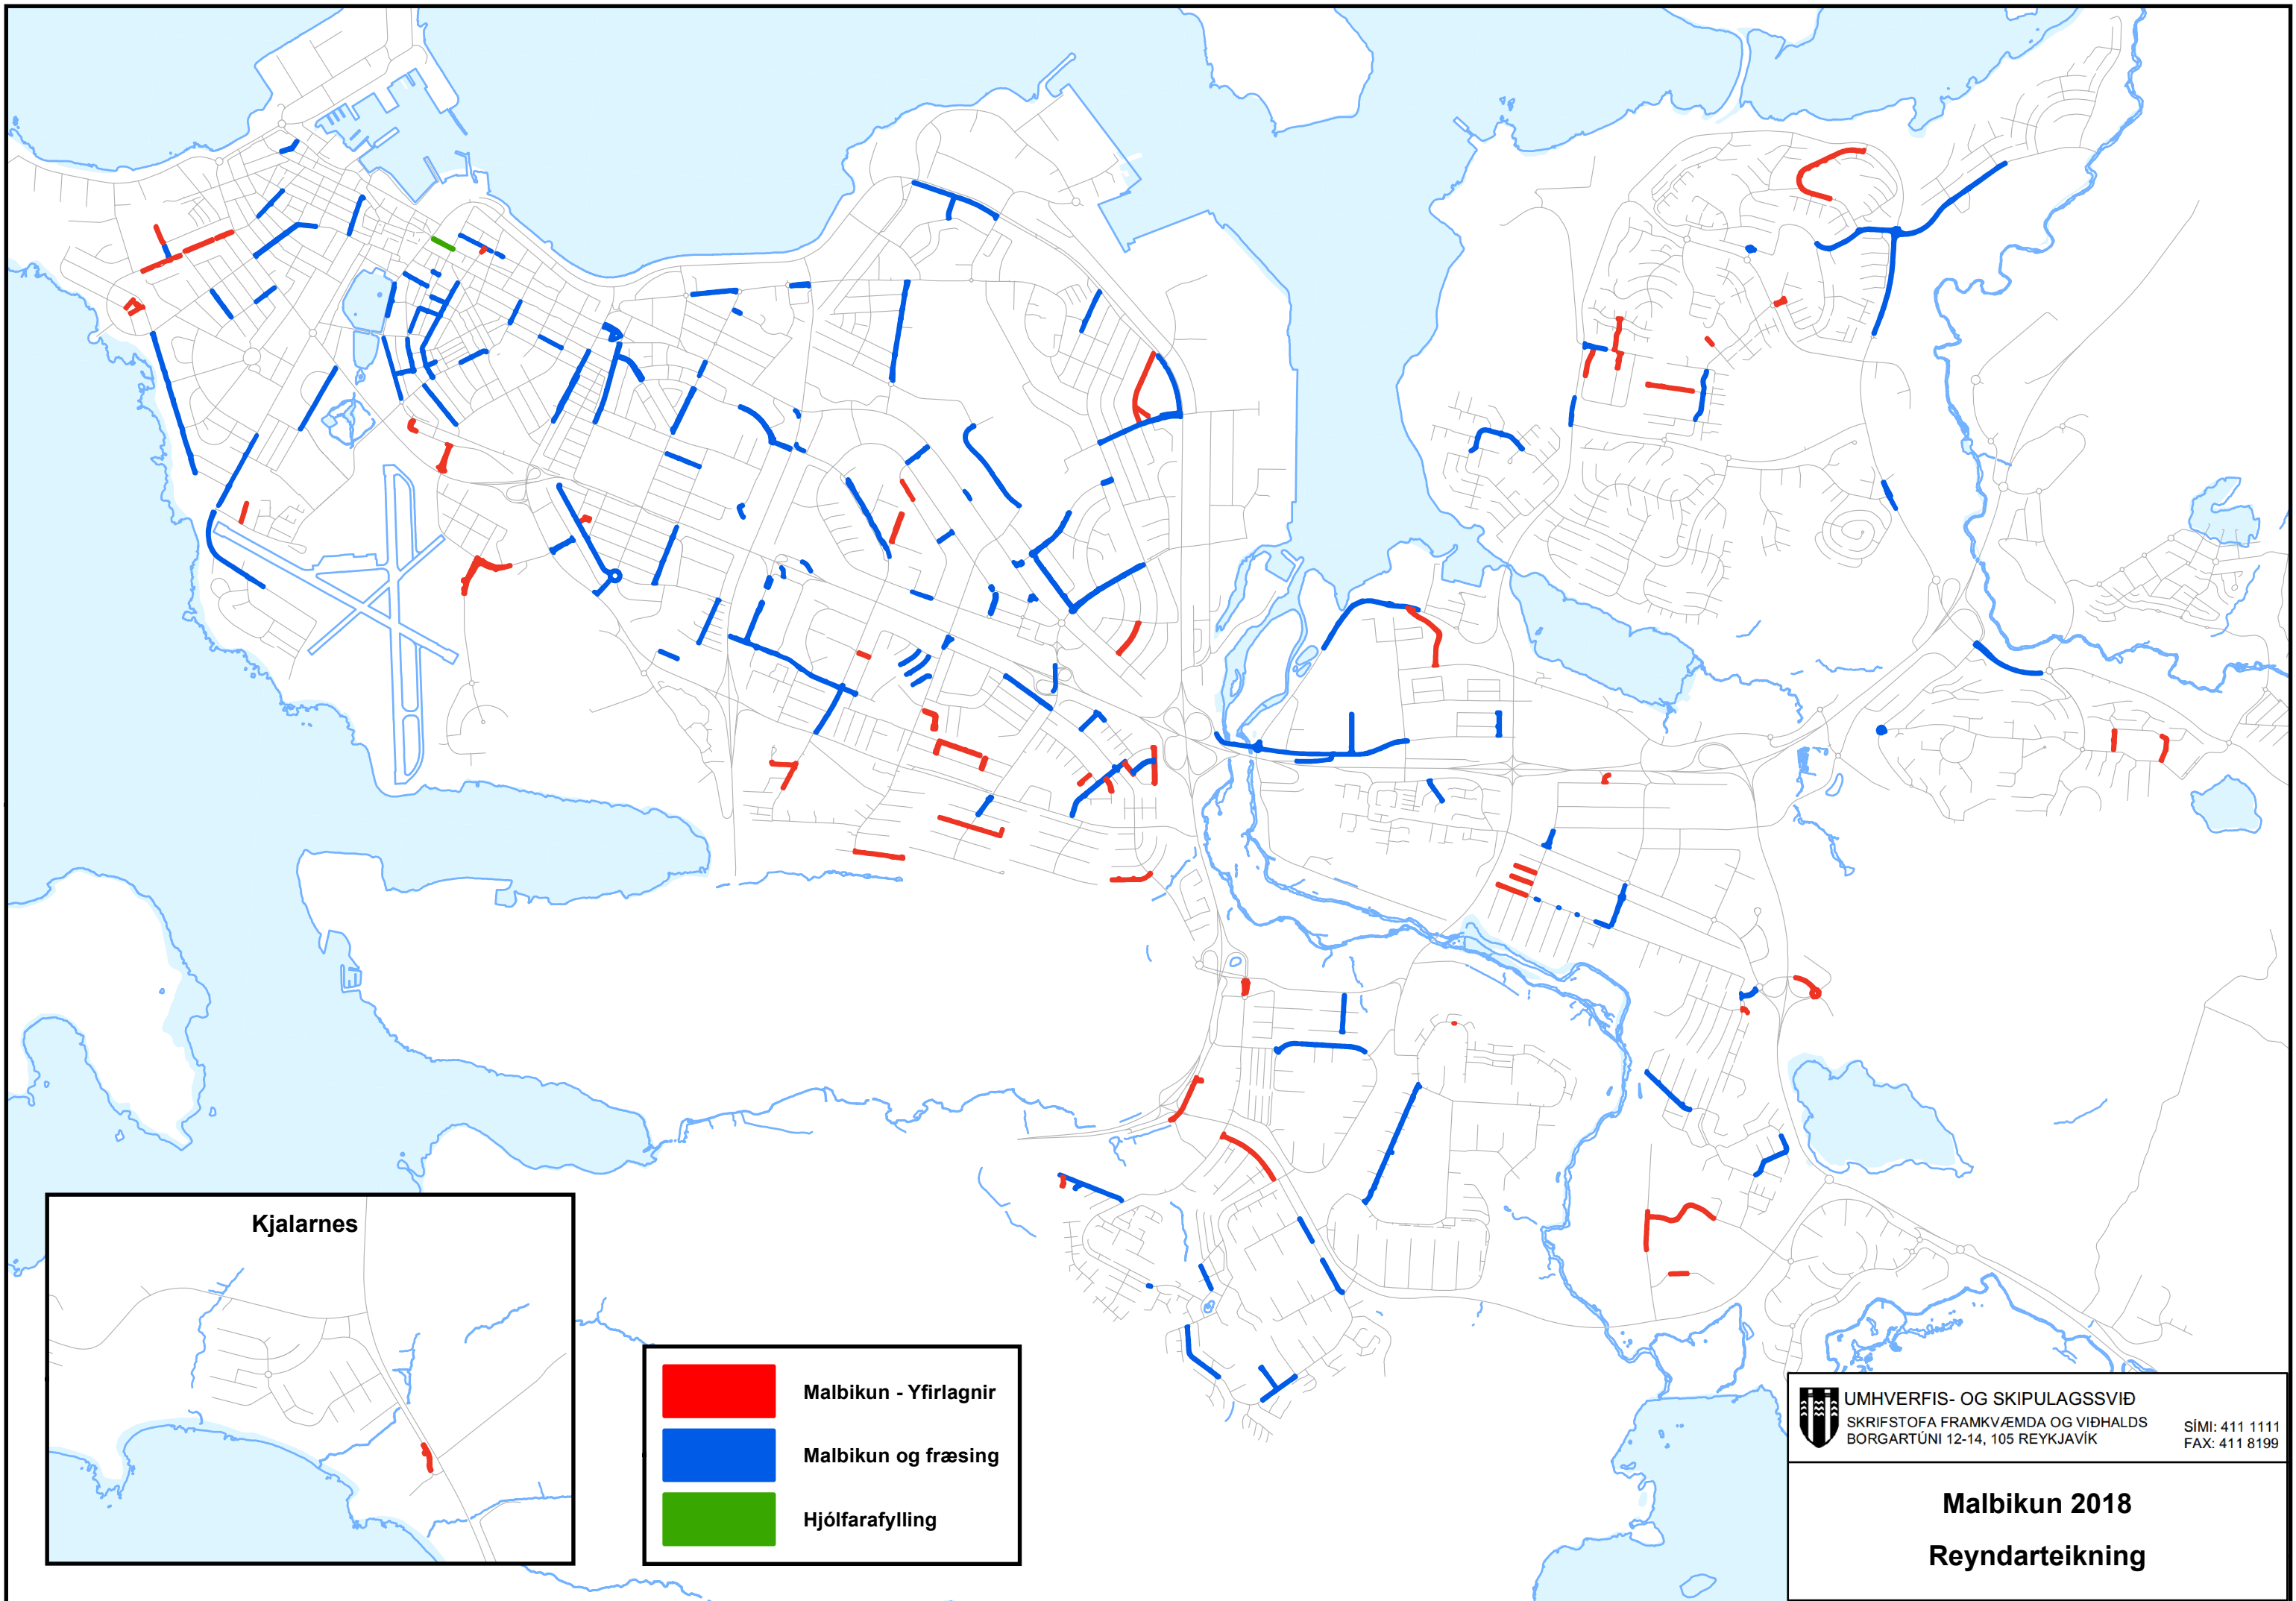 Kjalarnes
Malbikun - Yfirlagnir
Malbikun og fræsing
Hjólfarafylling
UMHVERFIS- OG SKIPULAGSSVIÐ
SKRIFSTOFA FRAMKVÆMDA OG VIÐHALDS
BORGARTÚNI 12-14, 105 REYKJAVÍK
SÍMI: 411 1111
FAX: 411 8199
Malbikun 2018
Reyndarteikning